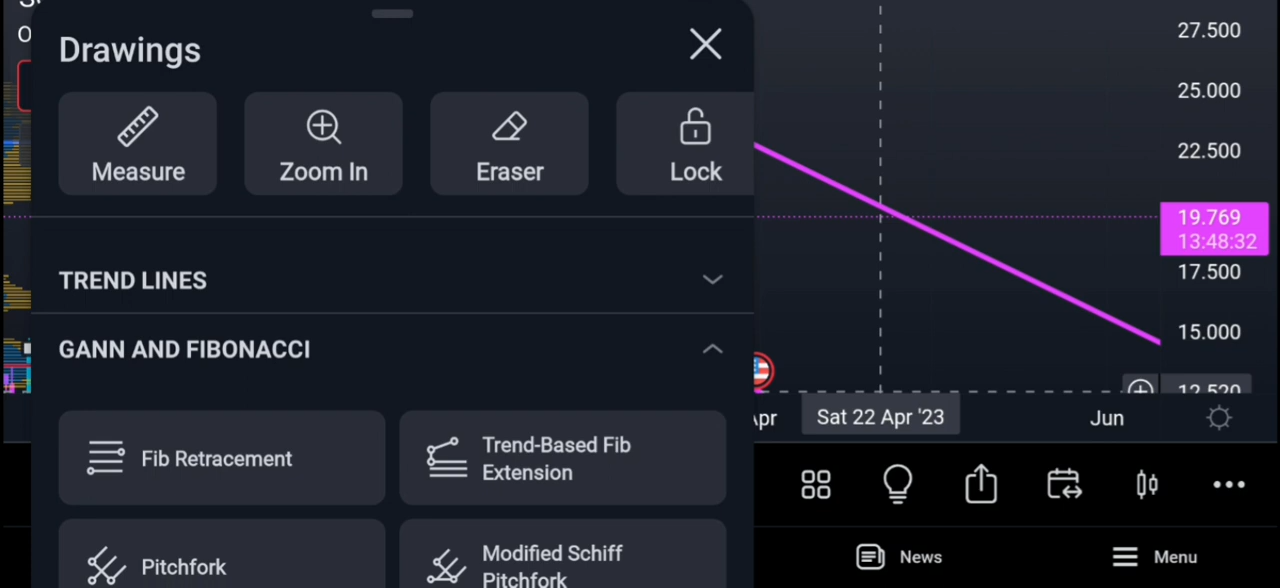 Drawings
Measure
Zoom In
Eraser
Lock
TREND LINES
GANN AND FIBONACCI
Fib Retracement
Trend-Based Fib
Extension
Pitchfork
Modified Schiff
Pitchfork
27.500
25.000
22.500
19.769
13:48:32
17.500
15.000
12.520
Sat 22 Apr '23
Jun
News
Menu